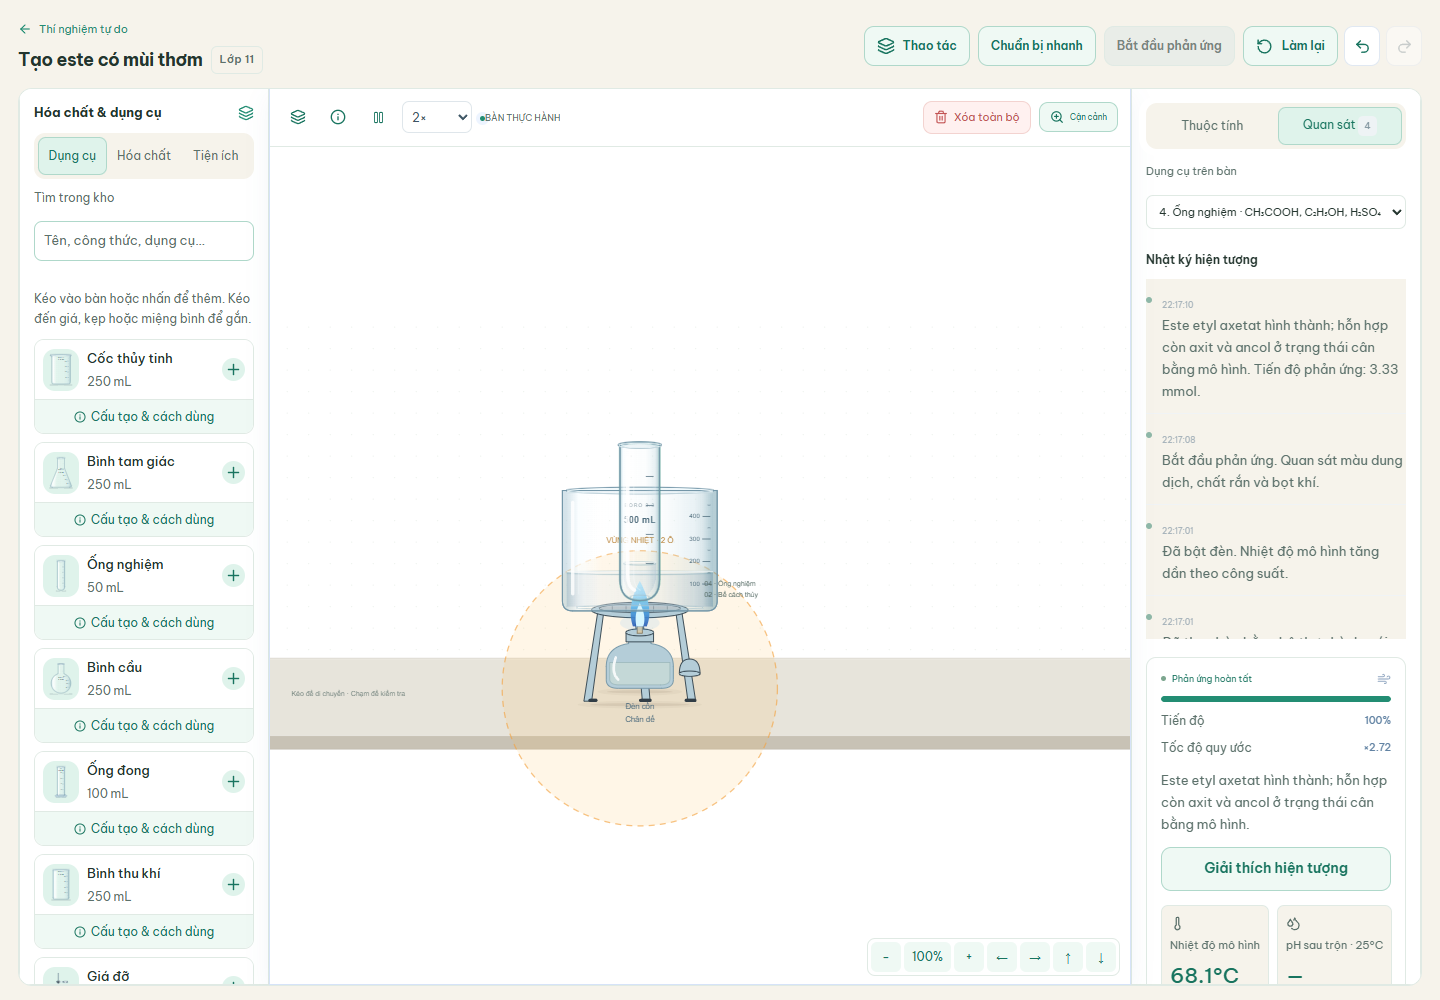 Thí nghiệm tự do
Tạo este có mùi thơm
Lớp 11
Thao tác
Chuẩn bị nhanh
Bắt đầu phản ứng
Làm lại
Hóa chất & dụng cụ
Dụng cụ
Hóa chất
Tiện ích
Tìm trong kho
Tên, công thức, dụng cụ...
Kéo vào bàn hoặc nhấn để thêm. Kéo
đến giá, kẹp hoặc miệng bình để gắn.
Cốc thủy tinh
250 mL
Cấu tạo & cách dùng
Bình tam giác
250 mL
Cấu tạo & cách dùng
Ống nghiệm
50 mL
Cấu tạo & cách dùng
Bình cầu
250 mL
Cấu tạo & cách dùng
Ống đong
100 mL
Cấu tạo & cách dùng
Bình thu khí
250 mL
Cấu tạo & cách dùng
Giá đỡ
2×
BÀN THỰC HÀNH
Xóa toàn bộ
Cận cảnh
400
300
200
100
04 · Ống nghiệm
02 · Bể cách thủy
Kéo để di chuyển · Chạm để kiểm tra
Đèn cồn
Chân đế
-
100%
+
←
→
↑
↓
Thuộc tính
Quan sát 4
Dụng cụ trên bàn
4. Ống nghiệm · CH₃COOH, C₂H₅OH, H₂SO₄
Nhật ký hiện tượng
22:17:10
Este etyl axetat hình thành; hỗn hợp
còn axit và ancol ở trạng thái cân
bằng mô hình. Tiến độ phản ứng: 3.33
mmol.
22:17:08
Bắt đầu phản ứng. Quan sát màu dung
dịch, chất rắn và bọt khí.
22:17:01
Đã bật đèn. Nhiệt độ mô hình tăng
dần theo công suất.
22:17:01
Phản ứng hoàn tất
Tiến độ
100%
Tốc độ quy ước
×2.72
Este etyl axetat hình thành; hỗn hợp
còn axit và ancol ở trạng thái cân
bằng mô hình.
Giải thích hiện tượng
Nhiệt độ mô hình
68.1°C
pH sau trộn · 25°C
—